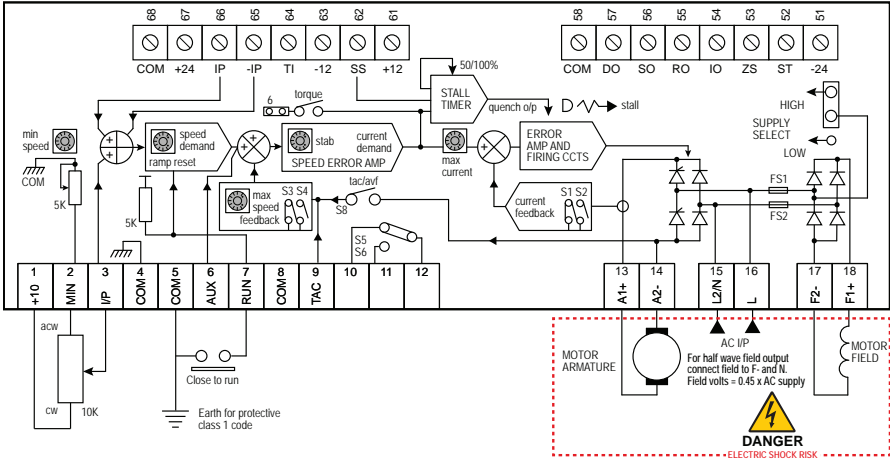 68 67 66 65 64 63 62 61
COM +24 IP -IP TI -12 SS +12
58 57 56 55 54 53 52 51
COM DO SO RO IO ZS ST -24
50/100%
STALL
TIMER
quench o/p
stall
HIGH
SUPPLY
SELECT
LOW
6
torque
min
speed
COM
5K
speed
demand
ramp reset
stab
current
demand
SPEED ERROR AMP
max
current
ERROR
AMP AND
FIRING CCTS
FS1
FS2
5K
max
speed
feedback
S3 S4
tac/avf
S8
current
feedback
S1 S2
S5
S6
1 2 3 4 5 6 7 8 9 10 11 12
+10 MIN I/P COM COM AUX RUN COM TAC
13 14 15 16 17 18
A1+ A2- L2/N L F2- F1+
acw
cw
10K
Close to run
Earth for protective
class 1 code
MOTOR
ARMATURE
AC I/P
For half wave field output
connect field to F- and N.
Field volts = 0.45 x AC supply
MOTOR
FIELD
DANGER
ELECTRIC SHOCK RISK